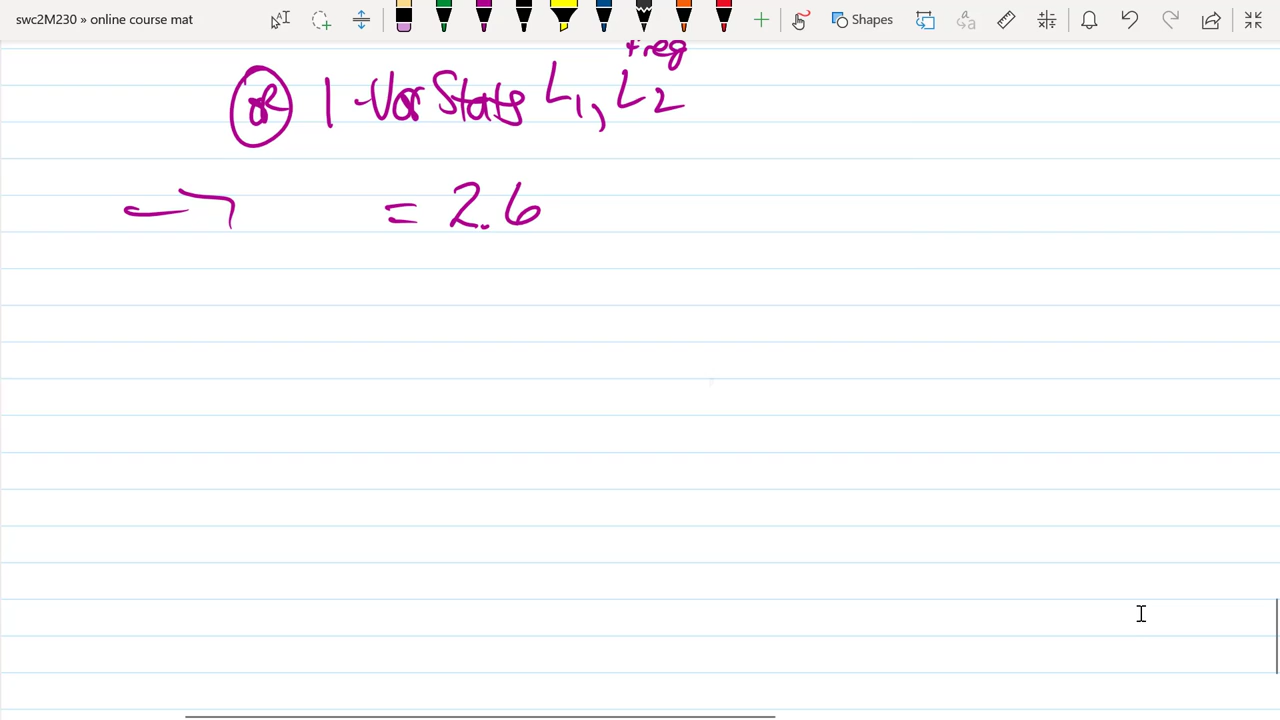 swc2M230 » online course mat
Shapes
freq
or 1-Var Stats L1, L2
→ = 2.6